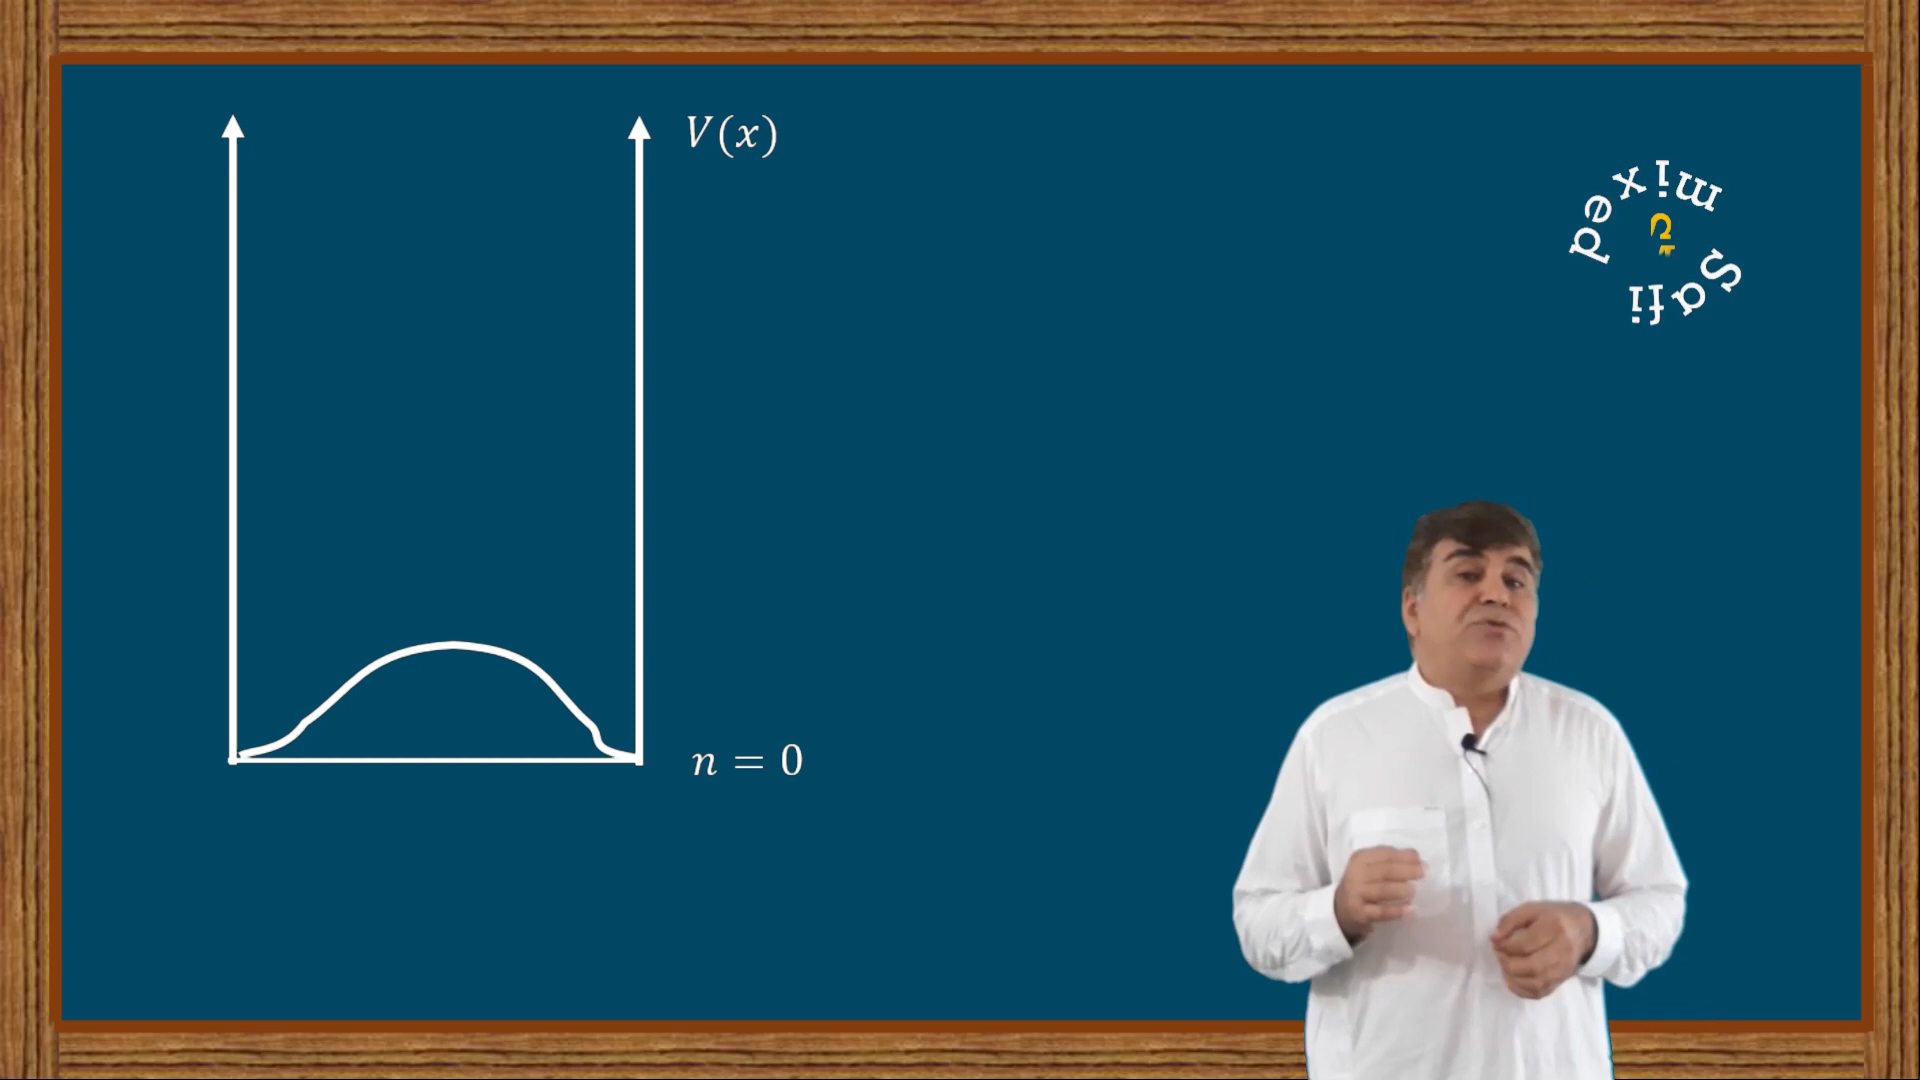 V(x)
mixed
Safi
n = 0